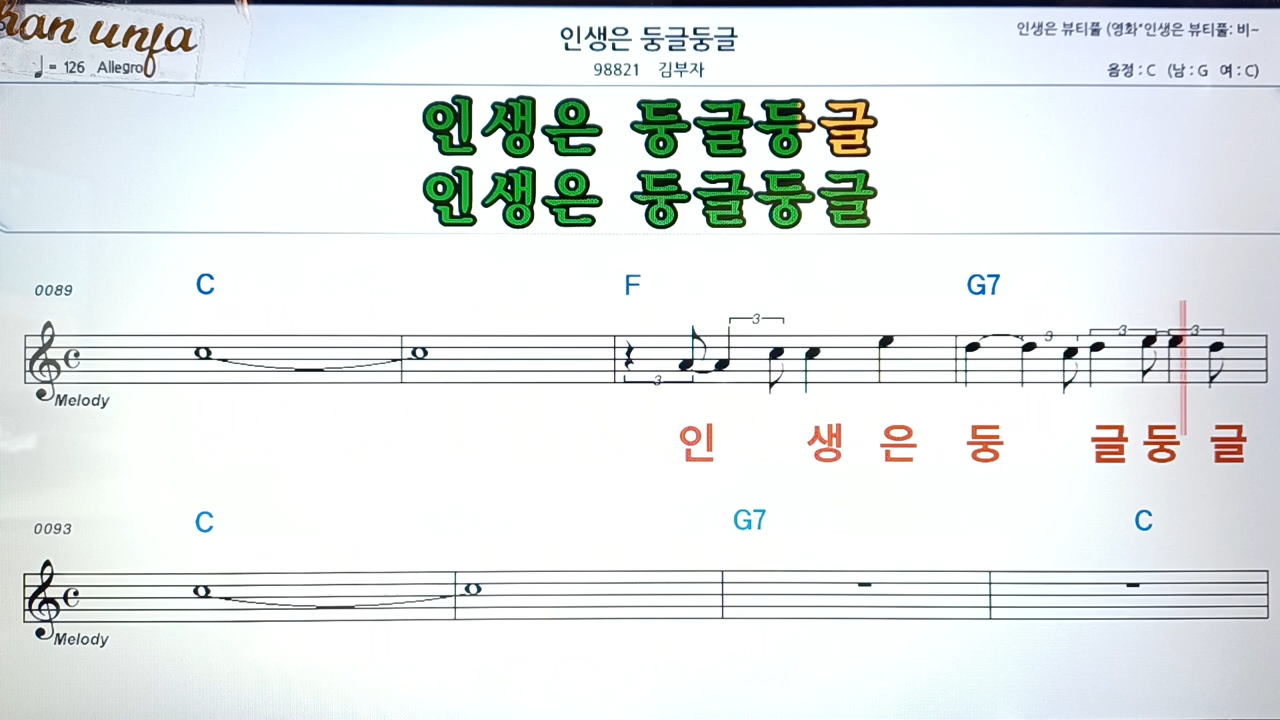 han unfa
♩= 126 Allegro
인생은 둥글둥글
98821 김부자
인생은 뷰티풀 (영화"인생은 뷰티풀: 비~
음정 : C (남 : G 여 : C)
인생은 둥글둥글
인생은 둥글둥글
0089 C F G7
3 3 3 3 3
Melody
인 생 은 둥 글 둥 글
0093 C G7 C
Melody